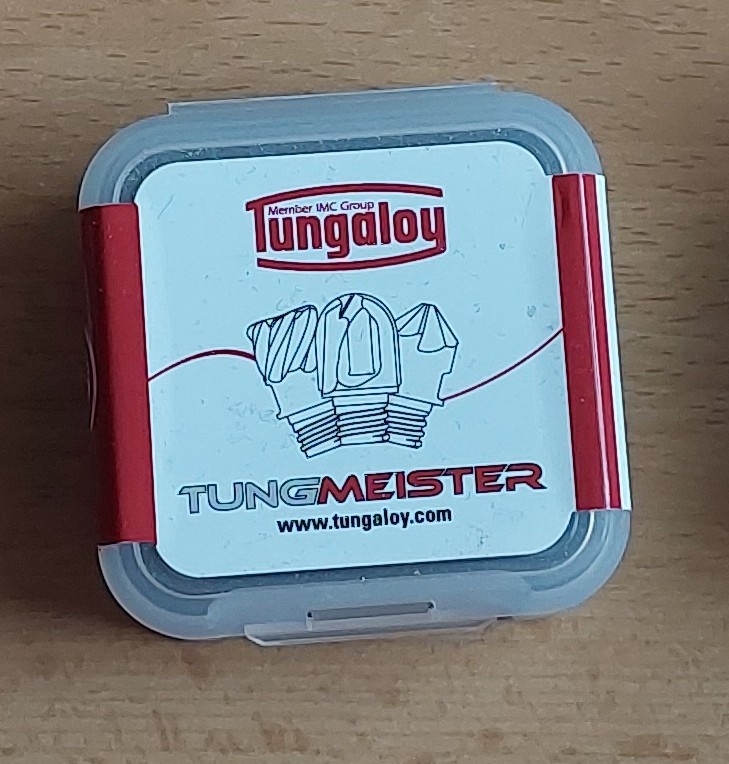 Member IMC Group
Tungaloy
TUNGMEISTER
www.tungaloy.com